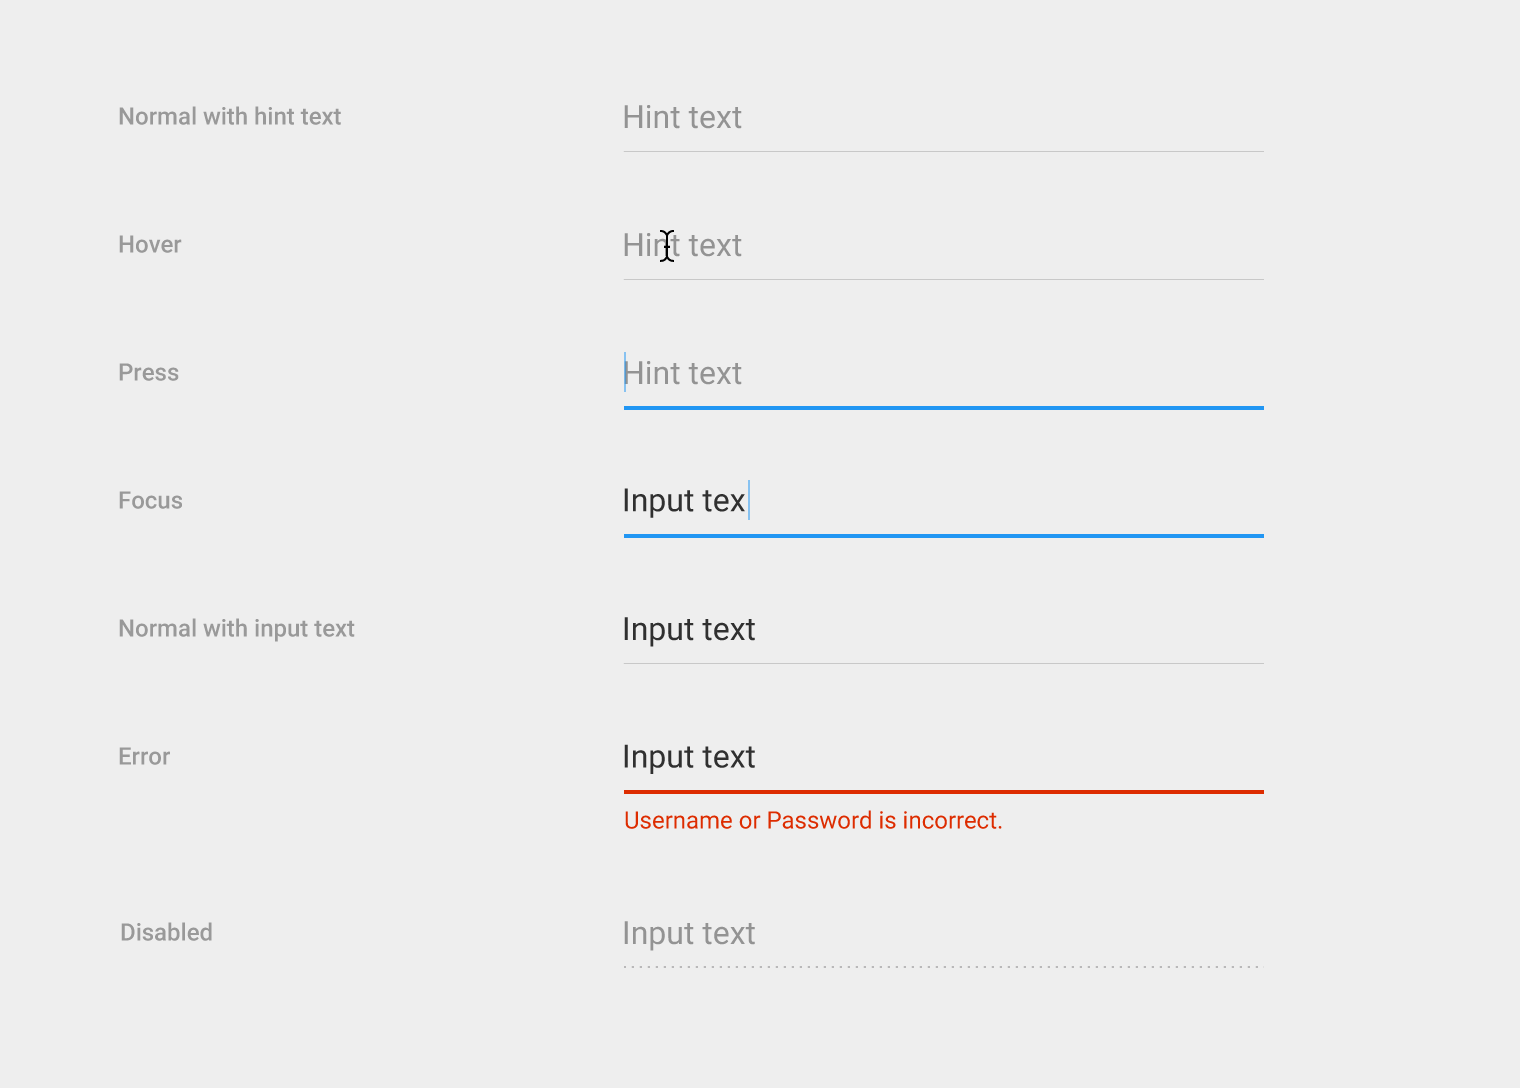 Normal with hint text
Hint text
Hover
Hint text
Press
Hint text
Focus
Input tex
Normal with input text
Input text
Error
Input text
Username or Password is incorrect.
Disabled
Input text